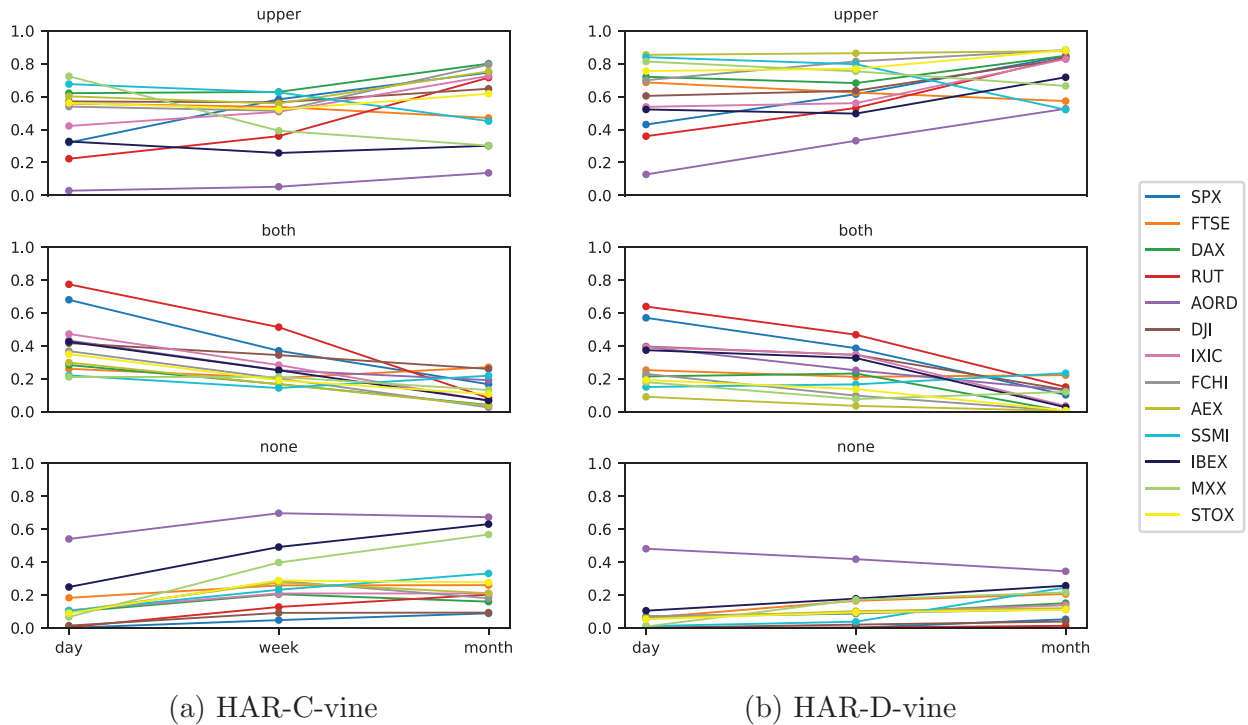 upper
1.0
0.8
0.6
0.4
0.2
0.0
both
1.0
0.8
0.6
0.4
0.2
0.0
none
1.0
0.8
0.6
0.4
0.2
0.0
day week month
(a) HAR-C-vine
upper
1.0
0.8
0.6
0.4
0.2
0.0
both
1.0
0.8
0.6
0.4
0.2
0.0
none
1.0
0.8
0.6
0.4
0.2
0.0
day week month
(b) HAR-D-vine
SPX
FTSE
DAX
RUT
AORD
DJI
IXIC
FCHI
AEX
SSMI
IBEX
MXX
STOX